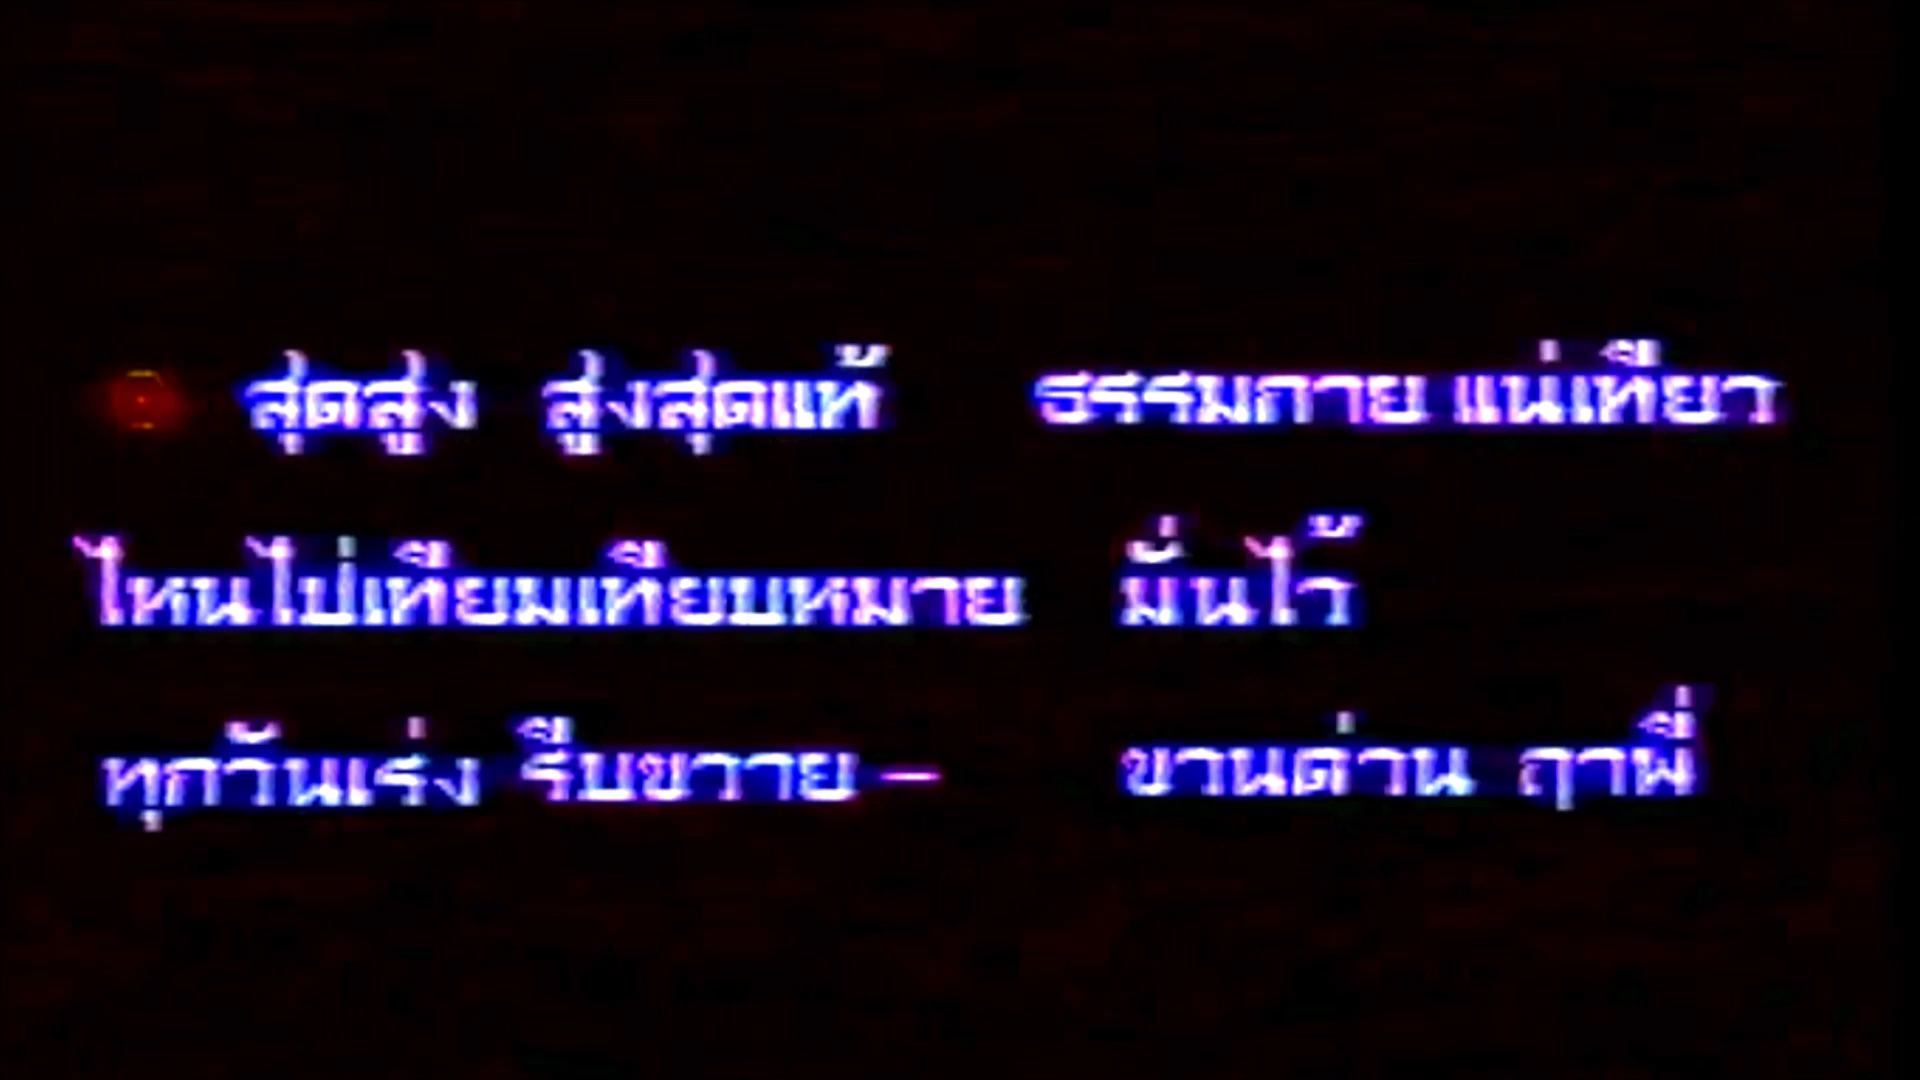 สุดสูง สูงสุดแท้ ธรรมกาย แน่เทียว
ไหนไป่เทียมเทียบหมาย มั่นไว้
ทุกวันเร่ง รีบขวาย – ขานด่วน ฤาพี่